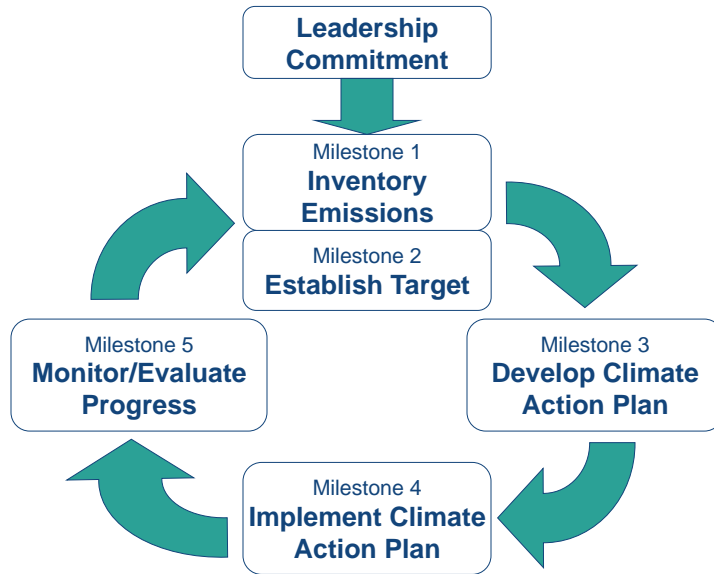 Leadership
Commitment
Milestone 1
Inventory
Emissions
Milestone 2
Establish Target
Milestone 3
Develop Climate
Action Plan
Milestone 4
Implement Climate
Action Plan
Milestone 5
Monitor/Evaluate
Progress